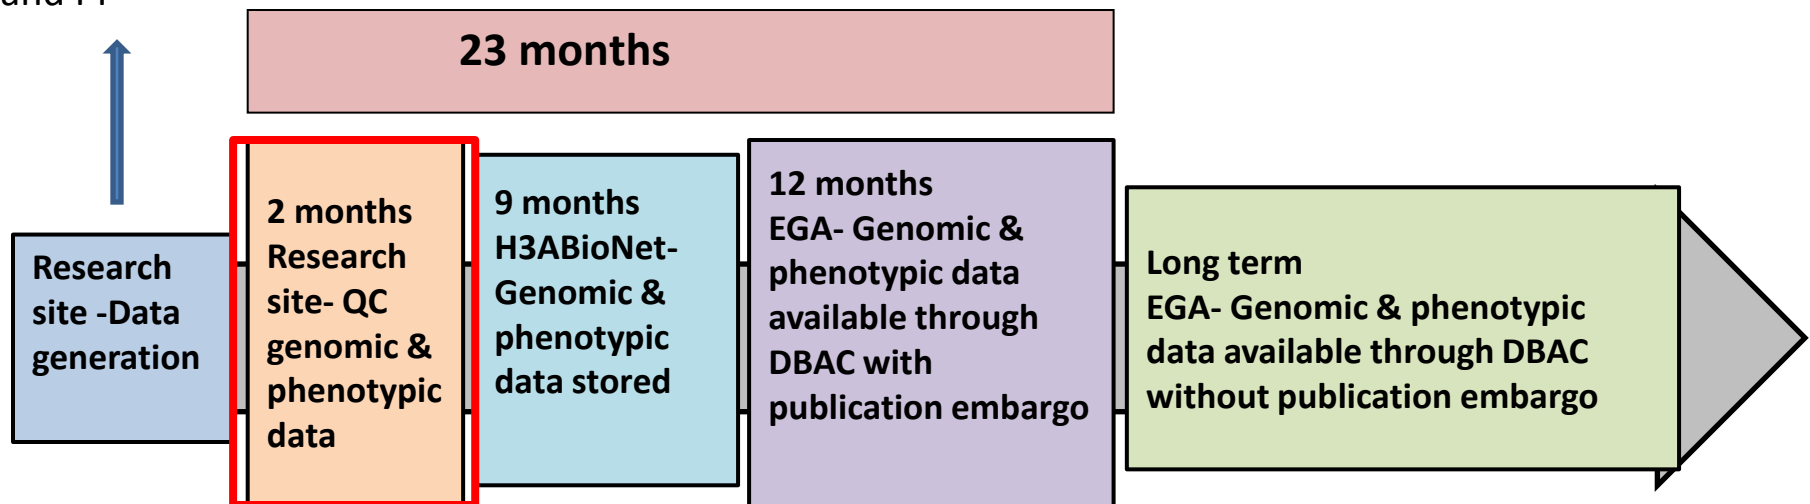 23 months
Research
site -Data
generation
2 months
Research
site- QC
genomic &
phenotypic
data
9 months
H3ABioNet-
Genomic &
phenotypic
data stored
12 months
EGA- Genomic &
phenotypic data
available through
DBAC with
publication embargo
Long term
EGA- Genomic & phenotypic
data available through DBAC
without publication embargo